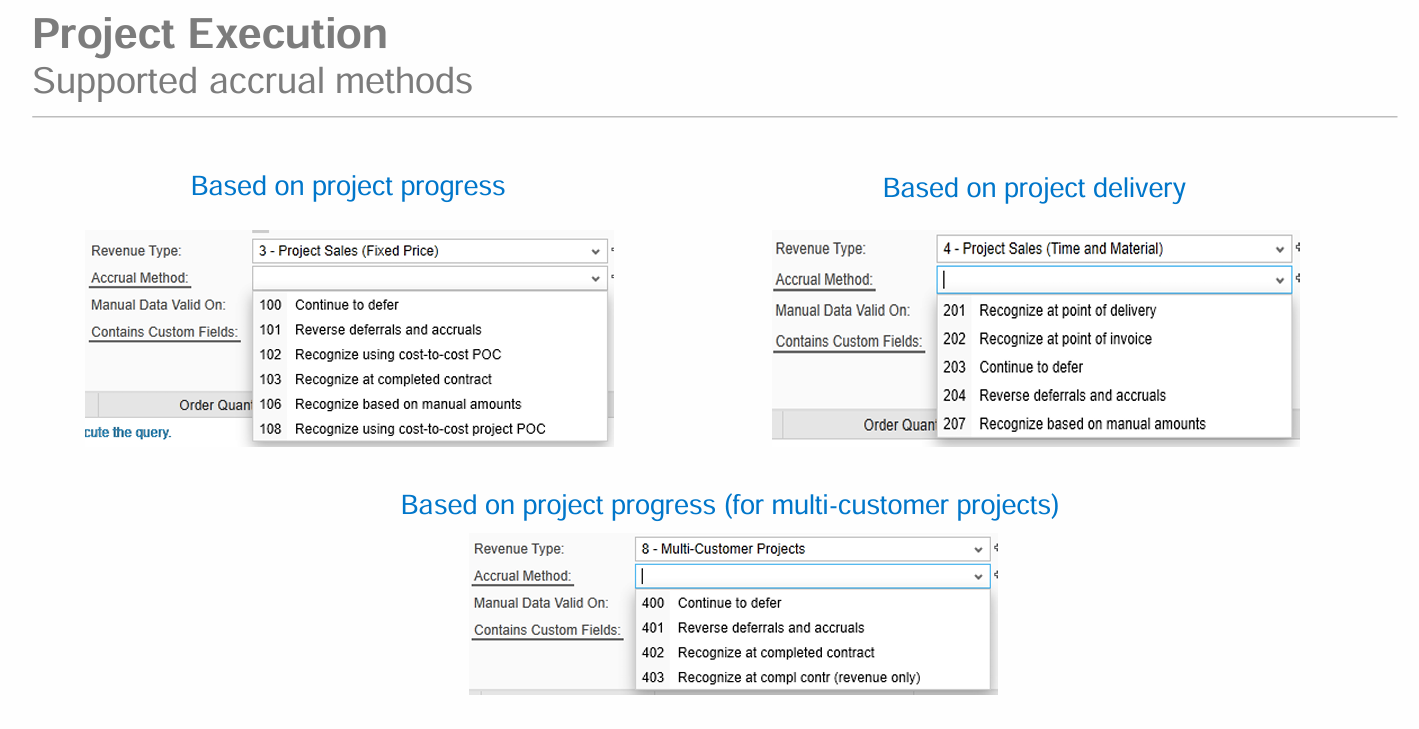 Project Execution
Supported accrual methods
Based on project progress
Revenue Type: 3 - Project Sales (Fixed Price)
Accrual Method:
Manual Data Valid On:
Contains Custom Fields:
100 Continue to defer
101 Reverse deferrals and accruals
102 Recognize using cost-to-cost POC
103 Recognize at completed contract
106 Recognize based on manual amounts
108 Recognize using cost-to-cost project POC
Order Quan
cute the query.
Based on project delivery
Revenue Type: 4 - Project Sales (Time and Material)
Accrual Method:
Manual Data Valid On:
Contains Custom Fields:
201 Recognize at point of delivery
202 Recognize at point of invoice
203 Continue to defer
204 Reverse deferrals and accruals
207 Recognize based on manual amounts
Order Quan
Based on project progress (for multi-customer projects)
Revenue Type: 8 - Multi-Customer Projects
Accrual Method:
Manual Data Valid On:
Contains Custom Fields:
400 Continue to defer
401 Reverse deferrals and accruals
402 Recognize at completed contract
403 Recognize at compl contr (revenue only)